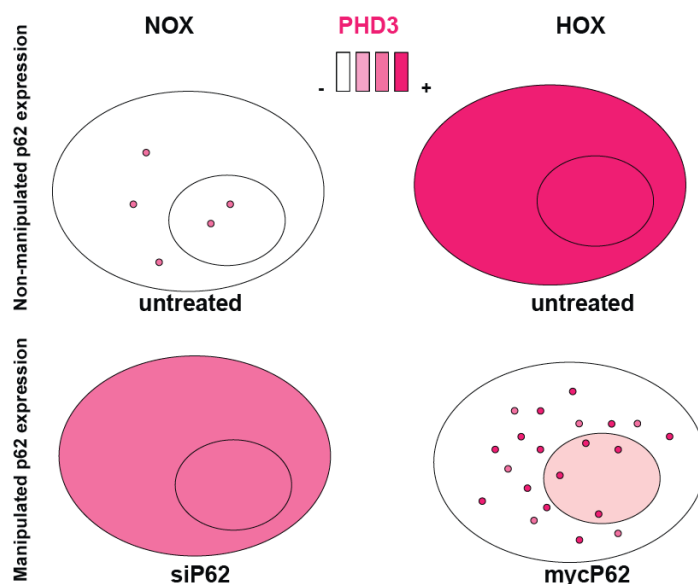 NOX
PHD3
HOX
- +
Non-manipulated p62 expression
untreated
untreated
Manipulated p62 expression
siP62
mycP62